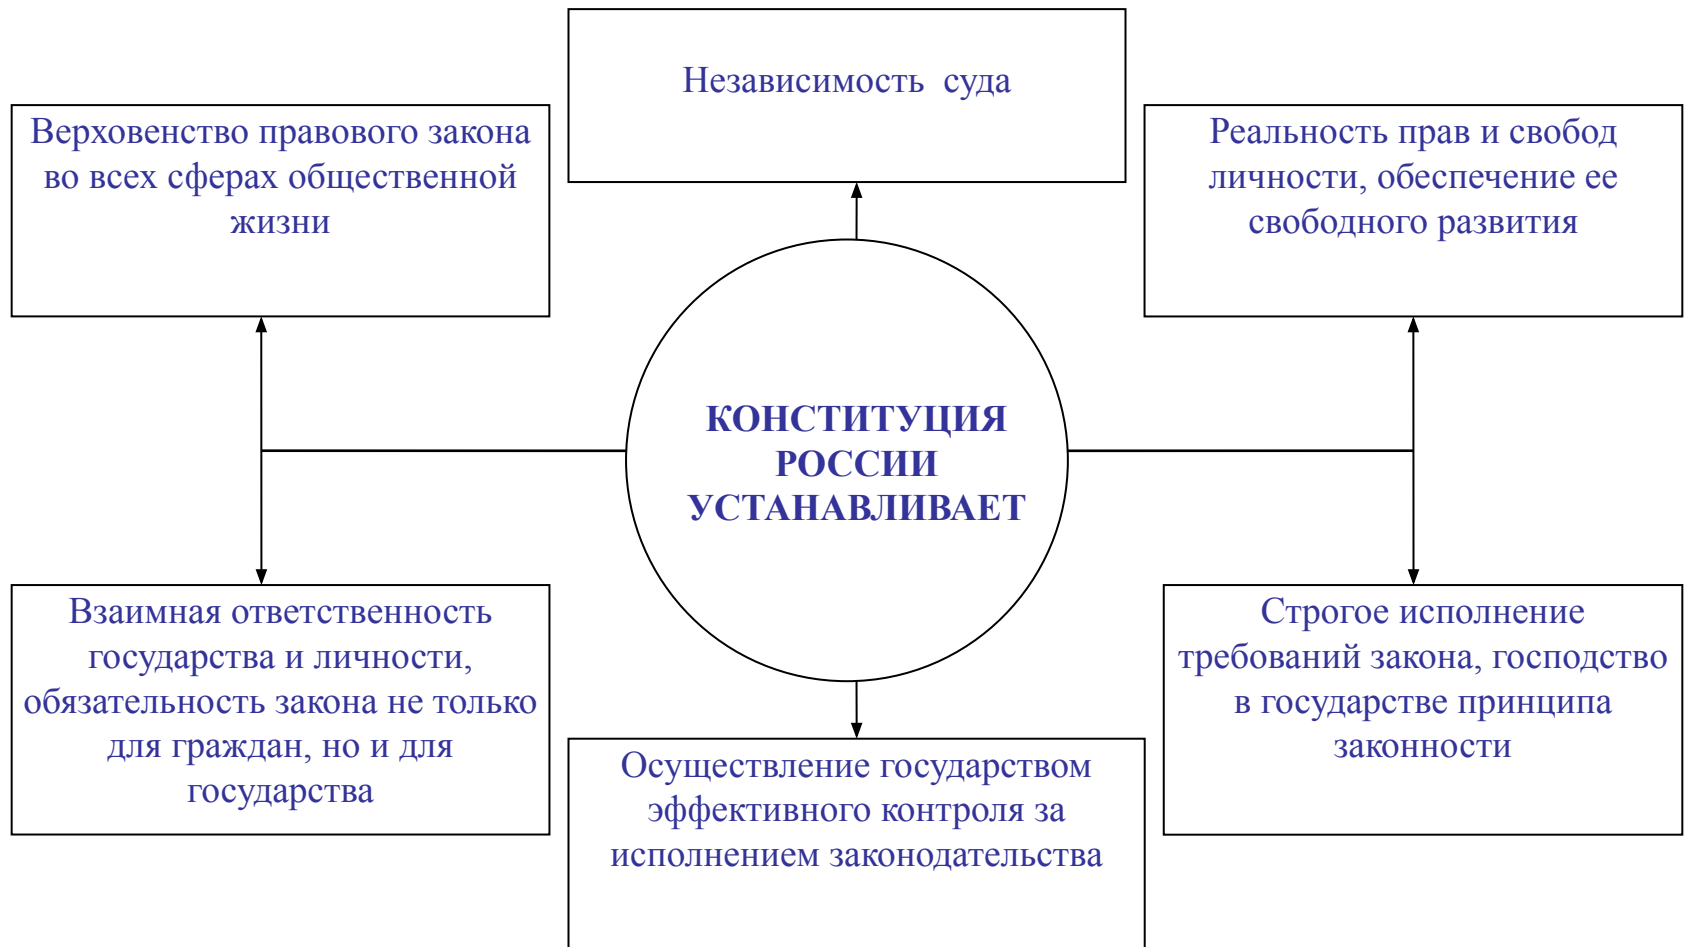 Независимость суда
Верховенство правового закона
во всех сферах общественной
жизни
Реальность прав и свобод
личности, обеспечение ее
свободного развития
КОНСТИТУЦИЯ
РОССИИ
УСТАНАВЛИВАЕТ
Взаимная ответственность
государства и личности,
обязательность закона не только
для граждан, но и для
государства
Осуществление государством
эффективного контроля за
исполнением законодательства
Строгое исполнение
требований закона, господство
в государстве принципа
законности